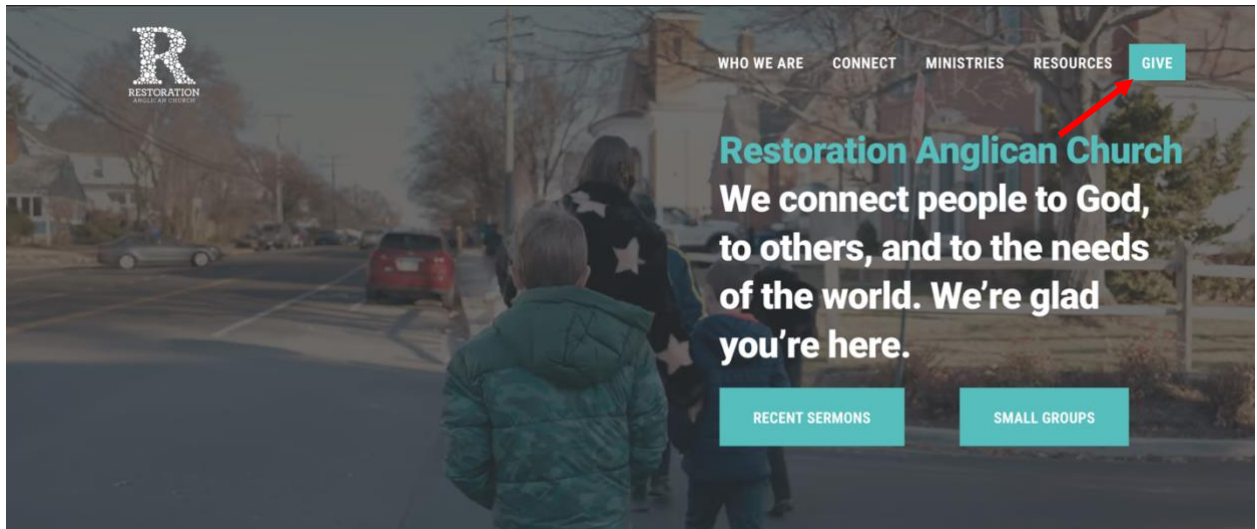 R
RESTORATION
ANGLICAN CHURCH
WHO WE ARE CONNECT MINISTRIES RESOURCES GIVE
Restoration Anglican Church
We connect people to God,
to others, and to the needs
of the world. We’re glad
you’re here.
RECENT SERMONS SMALL GROUPS